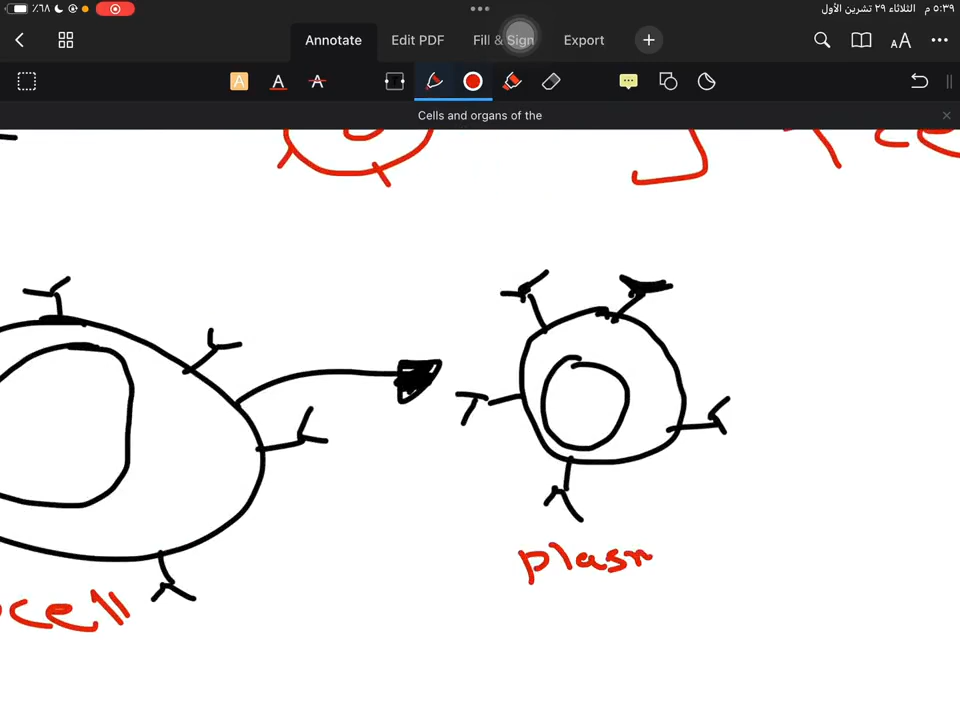 ٪٦٨ ٥:٣٩ م الثلاثاء ٢٩ تشرين الأول
Annotate Edit PDF Fill & Sign Export
Cells and organs of the
cell
plasm